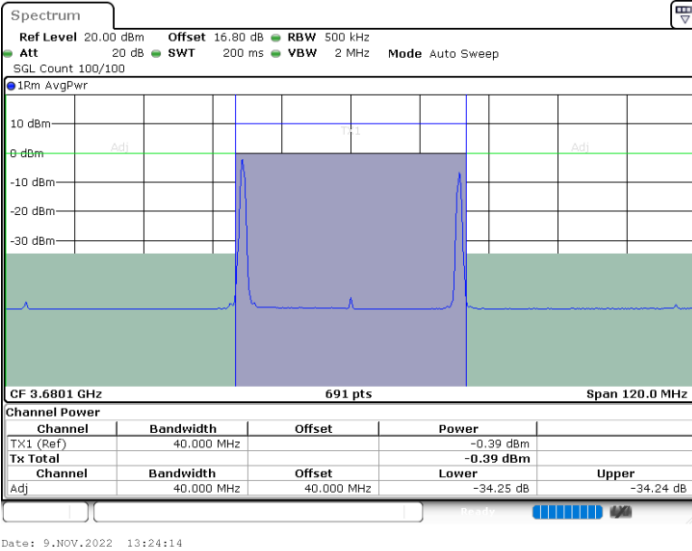 Spectrum
Ref Level 20.00 dBm Offset 16.80 dB RBW 500 kHz
Att 20 dB SWT 200 ms VBW 2 MHz Mode Auto Sweep
SGL Count 100/100
1Rm AvgPwr
10 dBm
TX1
Adj Adj
0 dBm
-10 dBm
-20 dBm
-30 dBm
CF 3.6801 GHz 691 pts Span 120.0 MHz
Channel Power
Channel Bandwidth Offset Power
TX1 (Ref) 40.000 MHz -0.39 dBm
Tx Total -0.39 dBm
Channel Bandwidth Offset Lower Upper
Adj 40.000 MHz 40.000 MHz -34.25 dB -34.24 dB
Ready
Date: 9.NOV.2022 13:24:14